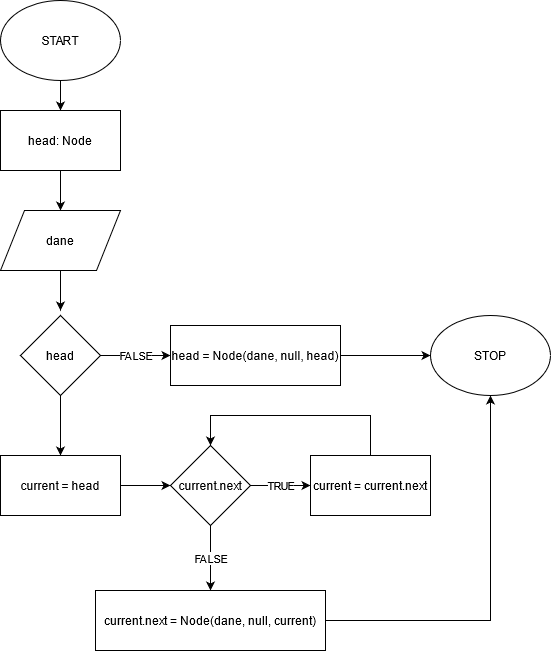 START
head: Node
dane
head
FALSE
head = Node(dane, null, head)
STOP
current = head
current.next
TRUE
current = current.next
FALSE
current.next = Node(dane, null, current)